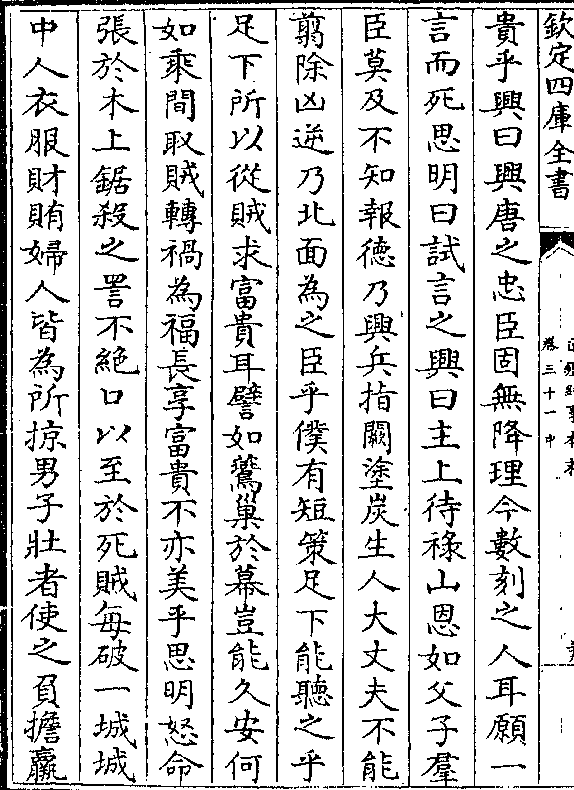 欽定四庫全書
卷三十一中
貴乎興曰興唐之忠臣固無降理今數刻之人耳願一
言而死思明曰試言之興曰主上待祿山恩如父子羣
臣莫及不知報德乃興兵指闕塗炭生人大丈夫不能
翦除凶逆乃北面為之臣乎僕有短策足下能聽之乎
足下所以從賊求富貴耳譬如鷰巢於幕豈能久安何
如乘間取賊轉禍為福長享富貴不亦美乎思明怒命
張於木上鋸殺之詈不絕口以至於死賊每破一城城
中人衣服財賄婦人皆為所掠男子壯者使之負擔羸